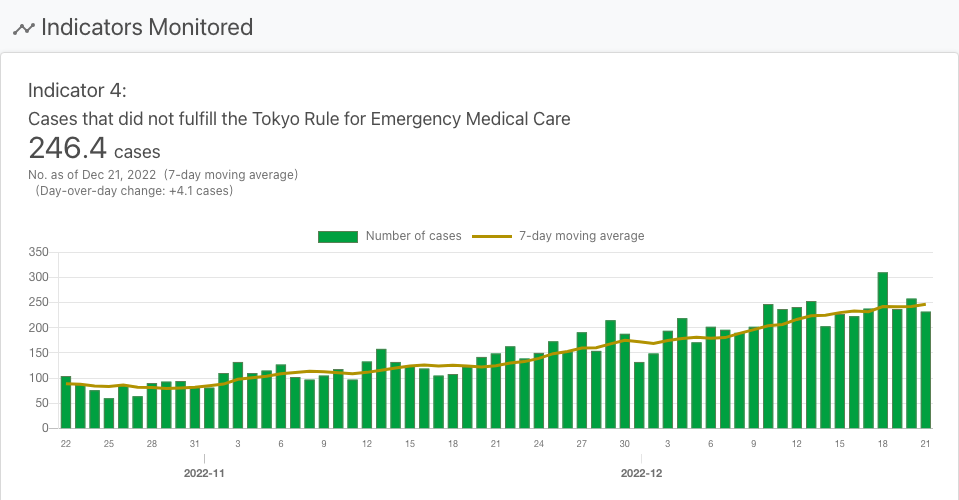 Indicators Monitored
Indicator 4:
Cases that did not fulfill the Tokyo Rule for Emergency Medical Care
246.4 cases
No. as of Dec 21, 2022 (7-day moving average)
(Day-over-day change: +4.1 cases)
Number of cases 7-day moving average
350
300
250
200
150
100
50
0
22 25 28 31 3 6 9 12 15 18 21 24 27 30 3 6 9 12 15 18 21
2022-11 2022-12